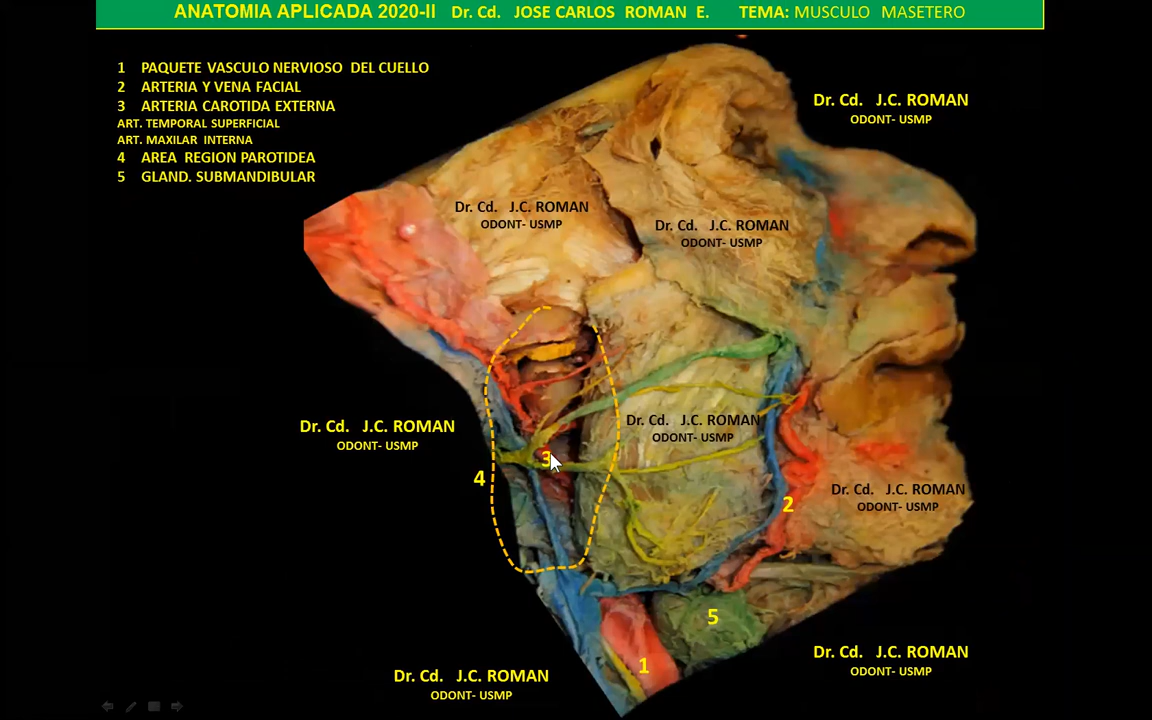 ANATOMIA APLICADA 2020-II Dr. Cd. JOSE CARLOS ROMAN E. TEMA: MUSCULO MASETERO
1 PAQUETE VASCULO NERVIOSO DEL CUELLO
2 ARTERIA Y VENA FACIAL
3 ARTERIA CAROTIDA EXTERNA
ART. TEMPORAL SUPERFICIAL
ART. MAXILAR INTERNA
4 AREA REGION PAROTIDEA
5 GLAND. SUBMANDIBULAR
Dr. Cd. J.C. ROMAN
ODONT- USMP
Dr. Cd. J.C. ROMAN
ODONT- USMP
Dr. Cd. J.C. ROMAN
ODONT- USMP
Dr. Cd. J.C. ROMAN
ODONT- USMP
Dr. Cd. J.C. ROMAN
ODONT- USMP
3
4
Dr. Cd. J.C. ROMAN
ODONT- USMP
2
5
1
Dr. Cd. J.C. ROMAN
ODONT- USMP
Dr. Cd. J.C. ROMAN
ODONT- USMP